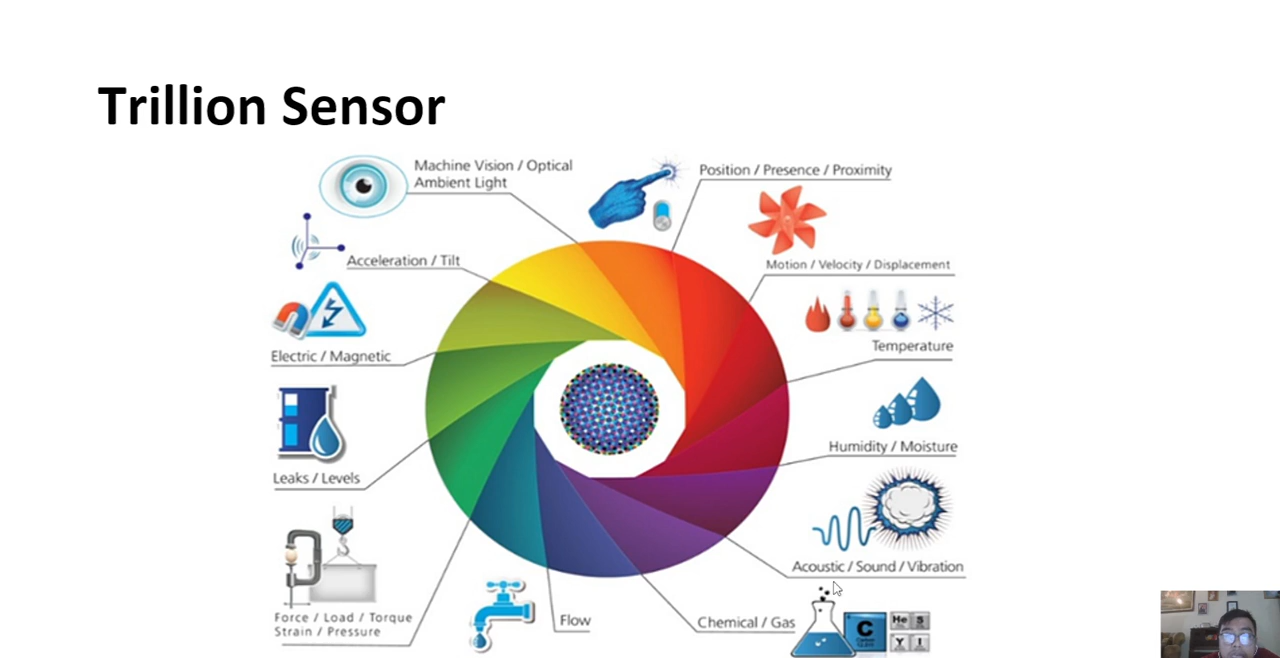 Trillion Sensor
Machine Vision / Optical
Ambient Light
Position / Presence / Proximity
Acceleration / Tilt
Motion / Velocity / Displacement
Electric / Magnetic
Temperature
Leaks / Levels
Humidity / Moisture
Acoustic / Sound / Vibration
Force / Load / Torque
Strain / Pressure
Flow
Chemical / Gas
C
Carbon
He
S
Y
I